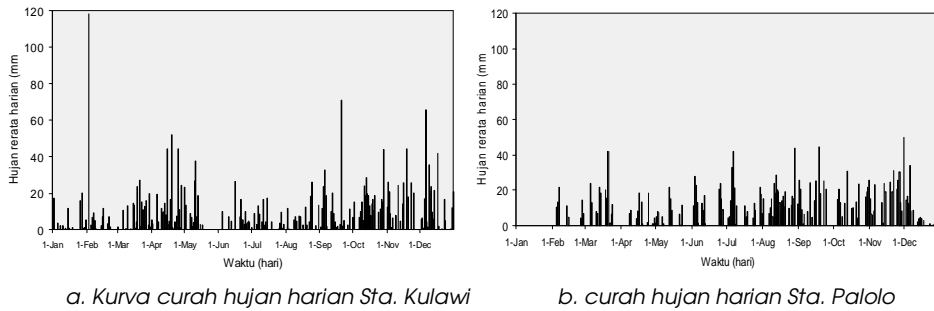 120
100
80
60
40
20
0
Hujan rerata harian (mm
1-Jan 1-Feb 1-Mar 1-Apr 1-May 1-Jun 1-Jul 1-Aug 1-Sep 1-Oct 1-Nov 1-Dec
Waktu (hari)
a. Kurva curah hujan harian Sta. Kulawi
120
100
80
60
40
20
0
Hujan rerata harian (mm
1-Jan 1-Feb 1-Mar 1-Apr 1-May 1-Jun 1-Jul 1-Aug 1-Sep 1-Oct 1-Nov 1-Dec
Waktu (hari)
b. curah hujan harian Sta. Palolo